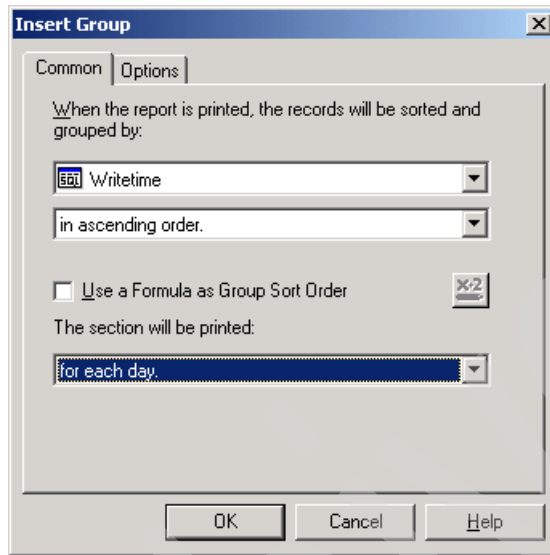 Insert Group
Common
Options
When the report is printed, the records will be sorted and
grouped by:
SQL Writetime
in ascending order.
Use a Formula as Group Sort Order
X+2
The section will be printed:
for each day.
OK
Cancel
Help